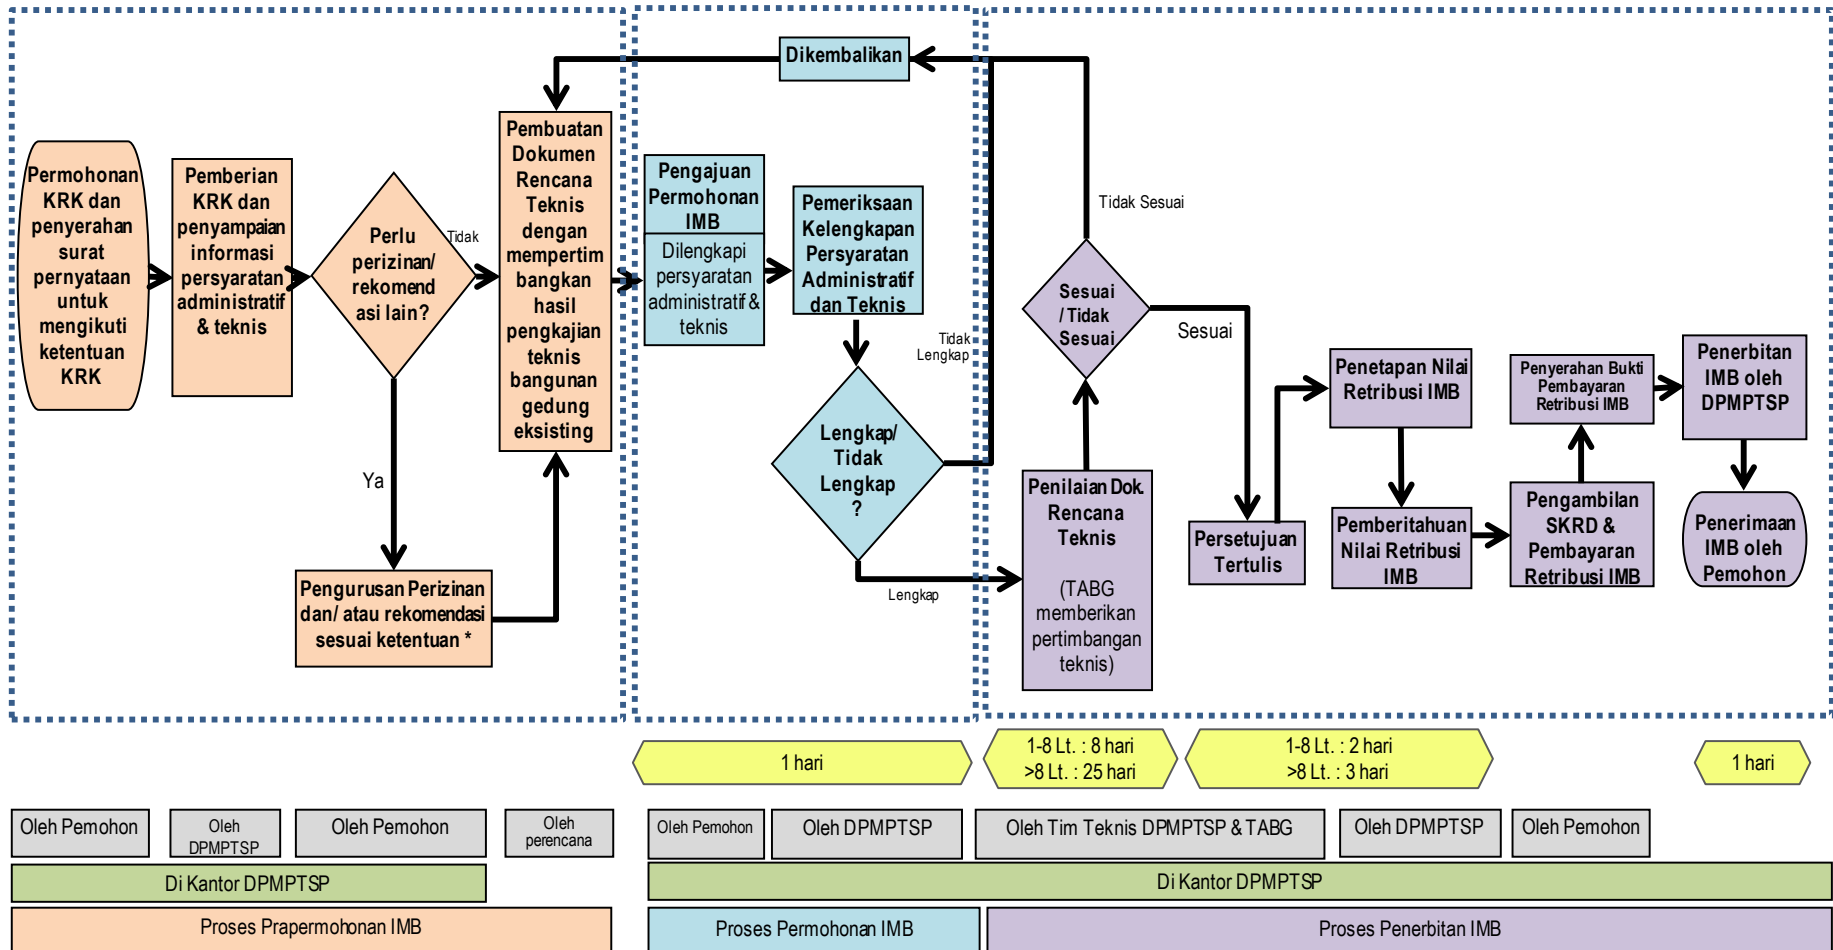 Permohonan
KRK dan
penyerahan
surat
pernyataan
untuk
mengikuti
ketentuan
KRK
Pemberian
KRK dan
penyampaian
informasi
persyaratan
administratif
& teknis
Perlu
perizinan/
rekomend
asi lain?
Tidak
Ya
Pengurusan Perizinan
dan/ atau rekomendasi
sesuai ketentuan *
Pembuatan
Dokumen
Rencana
Teknis
dengan
mempertim
bangkan
hasil
pengkajian
teknis
bangunan
gedung
eksisting
Dikembalikan
Pengajuan
Permohonan
IMB
Dilengkapi
persyaratan
administratif &
teknis
Pemeriksaan
Kelengkapan
Persyaratan
Administratif
dan Teknis
Tidak
Lengkap
Lengkap/
Tidak
Lengkap
?
Lengkap
Penilaian Dok.
Rencana
Teknis
(TABG
memberikan
pertimbangan
teknis)
Sesuai
/ Tidak
Sesuai
Tidak Sesuai
Sesuai
Persetujuan
Tertulis
Penetapan Nilai
Retribusi IMB
Pemberitahuan
Nilai Retribusi
IMB
Pengambilan
SKRD &
Pembayaran
Retribusi IMB
Penyerahan Bukti
Pembayaran
Retribusi IMB
Penerbitan
IMB oleh
DPMPTSP
Penerimaan
IMB oleh
Pemohon
1 hari
1-8 Lt. : 8 hari
>8 Lt. : 25 hari
1-8 Lt. : 2 hari
>8 Lt. : 3 hari
1 hari
Oleh Pemohon
Oleh
DPMPTSP
Oleh Pemohon
Oleh
perencana
Oleh Pemohon
Oleh DPMPTSP
Oleh Tim Teknis DPMPTSP & TABG
Oleh DPMPTSP
Oleh Pemohon
Di Kantor DPMPTSP
Di Kantor DPMPTSP
Proses Prapermohonan IMB
Proses Permohonan IMB
Proses Penerbitan IMB